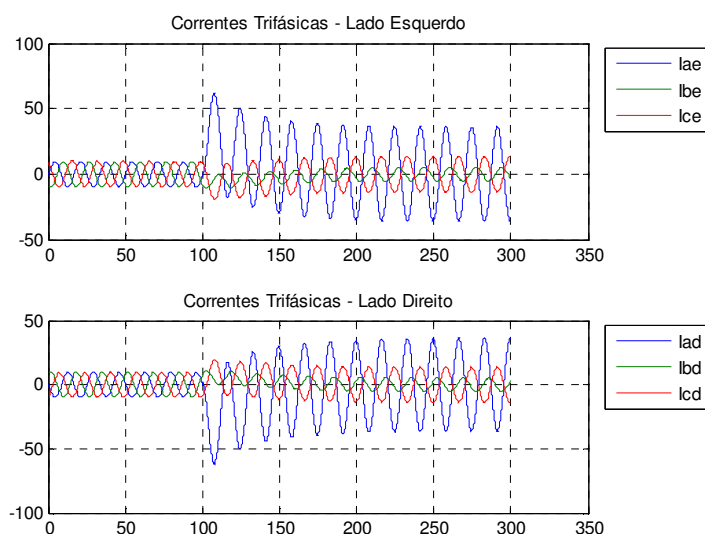 Correntes Trifásicas - Lado Esquerdo
100
50
0
-50
0 50 100 150 200 250 300 350
Iae
Ibe
Ice
Correntes Trifásicas - Lado Direito
50
0
-50
-100
0 50 100 150 200 250 300 350
Iad
Ibd
Icd